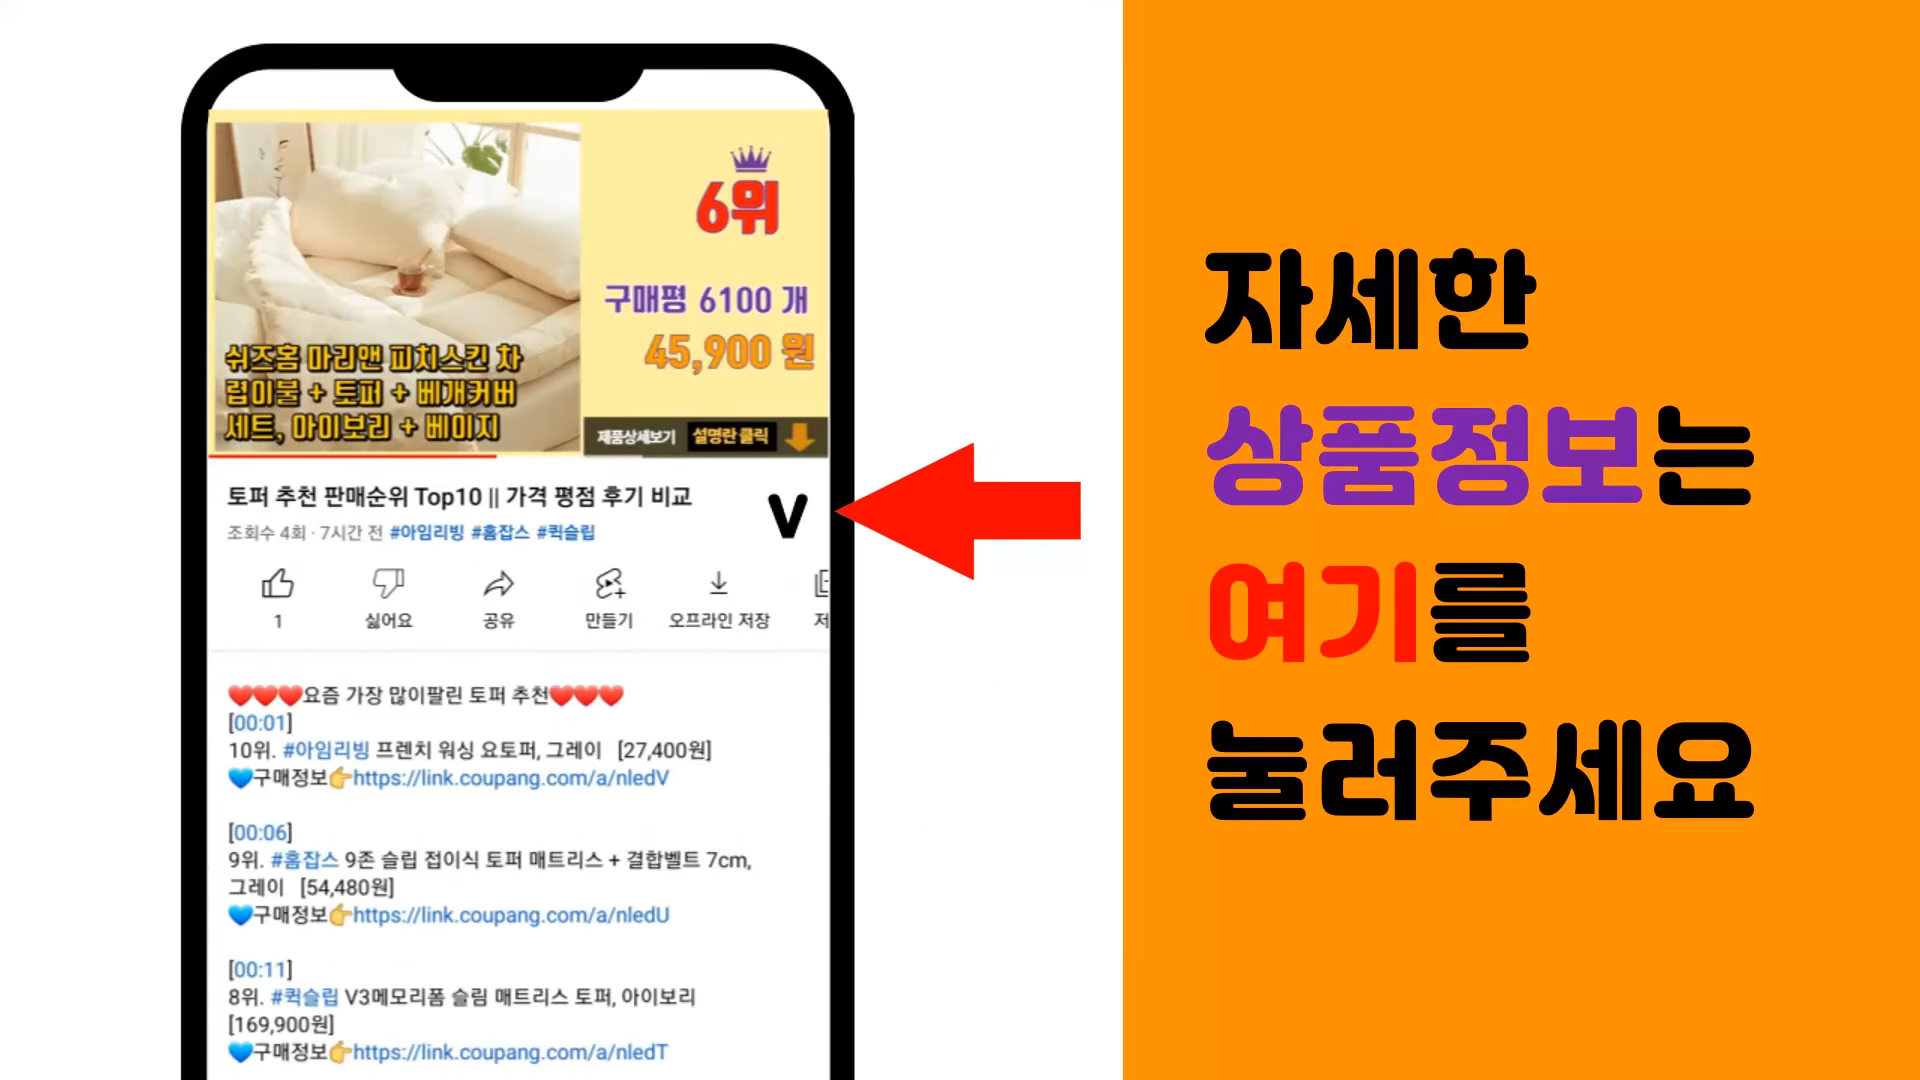 6위
구매평 6100 개
45,900 원
쉬즈홈 마리앤 피치스킨 차
렵이불 + 토퍼 + 베개커버
세트, 아이보리 + 베이지
제품상세보기 설명란 클릭
토퍼 추천 판매순위 Top10 || 가격 평점 후기 비교
V
조회수 4회 · 7시간 전 #아임리빙 #홈잡스 #퀵슬립
1 싫어요 공유 만들기 오프라인 저장 저
❤❤❤요즘 가장 많이팔린 토퍼 추천❤❤❤
[00:01]
10위. #아임리빙 프렌치 워싱 요토퍼, 그레이 [27,400원]
💙구매정보👉https://link.coupang.com/a/nledV
[00:06]
9위. #홈잡스 9존 슬립 접이식 토퍼 매트리스 + 결합벨트 7cm,
그레이 [54,480원]
💙구매정보👉https://link.coupang.com/a/nledU
[00:11]
8위. #퀵슬립 V3메모리폼 슬림 매트리스 토퍼, 아이보리
[169,900원]
💙구매정보👉https://link.coupang.com/a/nledT
자세한
상품정보는
여기를
눌러주세요